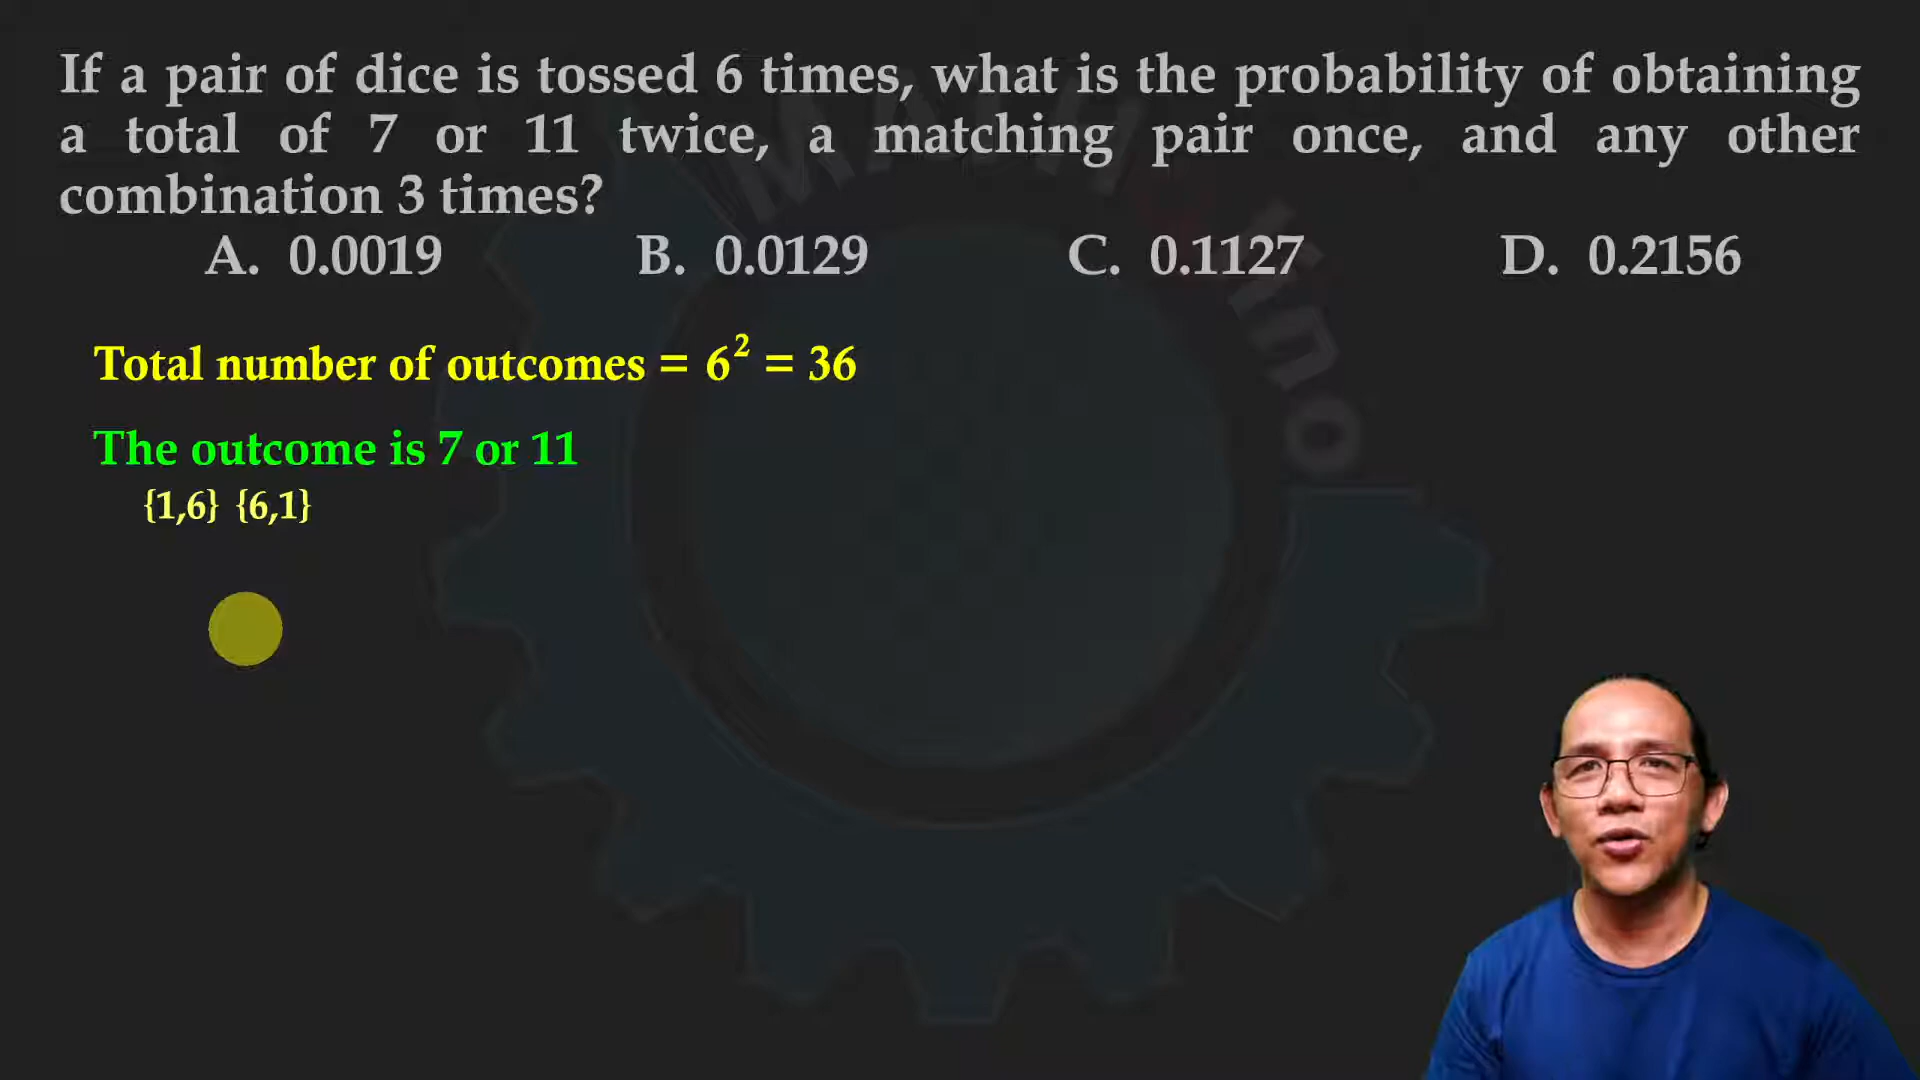 If a pair of dice is tossed 6 times, what is the probability of obtaining
a total of 7 or 11 twice, a matching pair once, and any other
combination 3 times?
A. 0.0019 B. 0.0129 C. 0.1127 D. 0.2156
Total number of outcomes = 6² = 36
The outcome is 7 or 11
{1,6} {6,1}